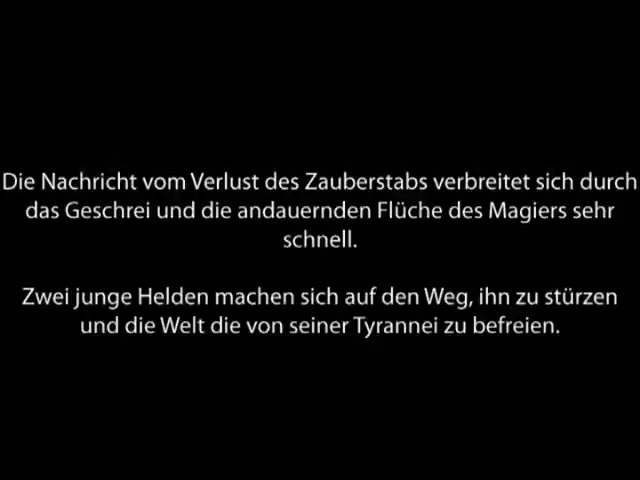 Die Nachricht vom Verlust des Zauberstabs verbreitet sich durch
das Geschrei und die andauernden Flüche des Magiers sehr
schnell.
Zwei junge Helden machen sich auf den Weg, ihn zu stürzen
und die Welt die von seiner Tyrannei zu befreien.